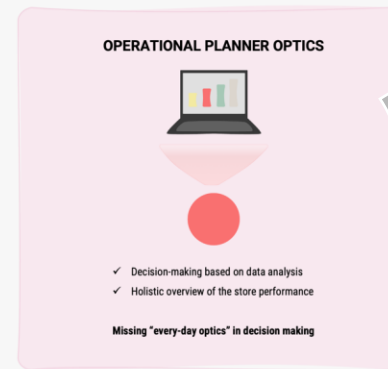 OPERATIONAL PLANNER OPTICS
✓ Decision-making based on data analysis
✓ Holistic overview of the store performance
Missing “every-day optics” in decision making